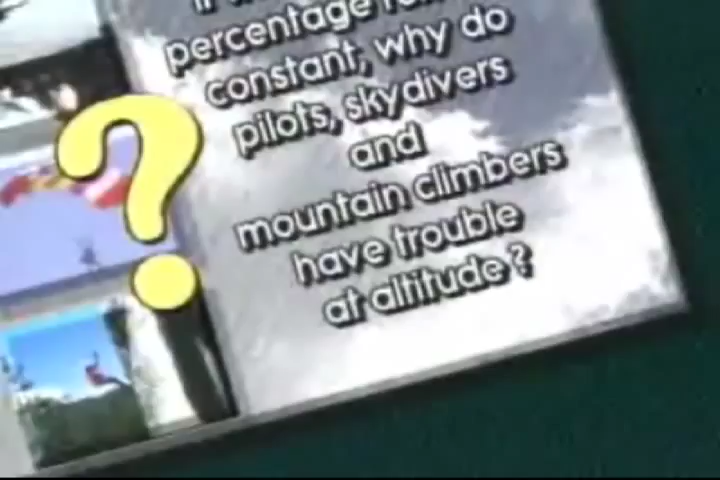 percentage
constant, why do
pilots, skydivers
and
mountain climbers
have trouble
at altitude ?